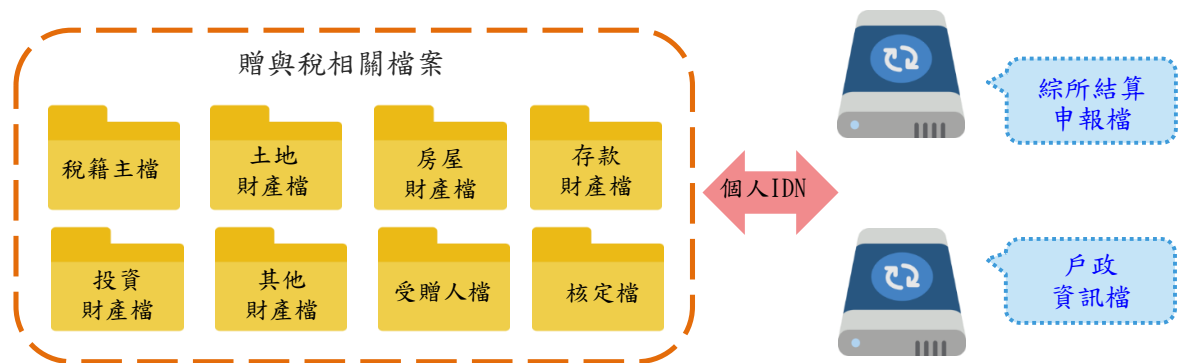 贈與稅相關檔案
稅籍主檔
土地
財產檔
房屋
財產檔
存款
財產檔
投資
財產檔
其他
財產檔
受贈人檔
核定檔
個人IDN
綜所結算
申報檔
戶政
資訊檔